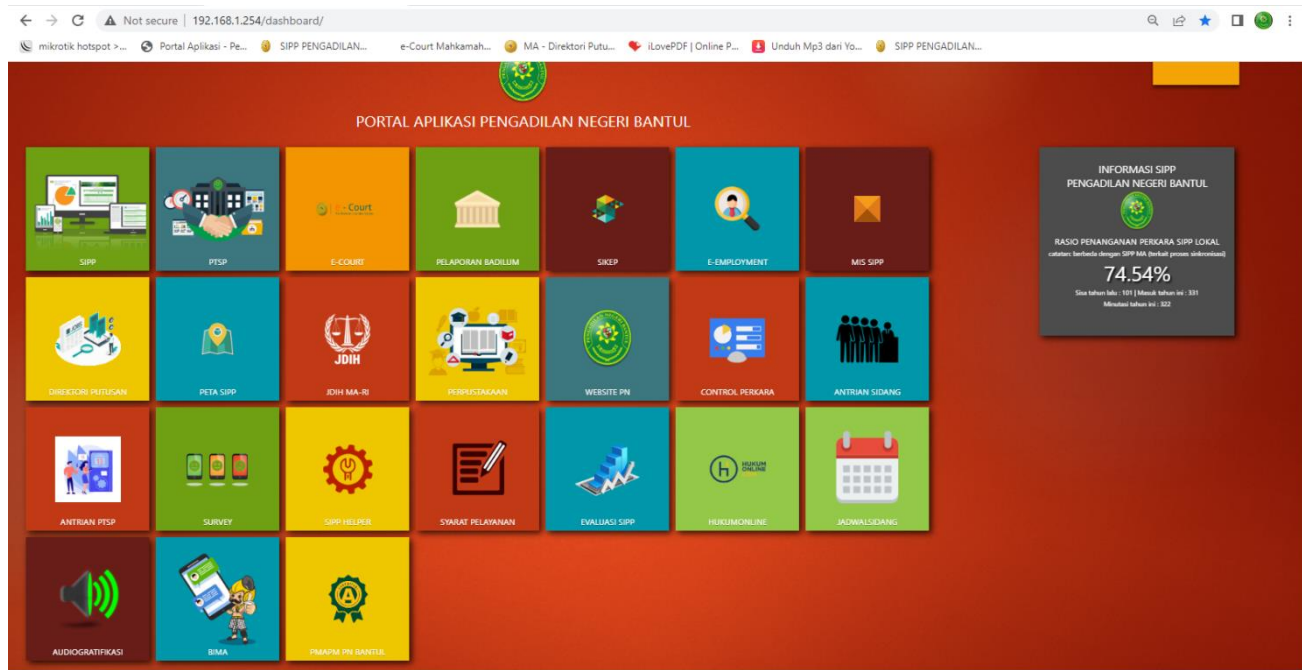 Not secure | 192.168.1.254/dashboard/
mikrotik hotspot >...
Portal Aplikasi - Pe...
SIPP PENGADILAN...
e-Court Mahkamah...
MA - Direktori Putu...
iLovePDF | Online P...
Unduh Mp3 dari Yo...
SIPP PENGADILAN...
PORTAL APLIKASI PENGADILAN NEGERI BANTUL
SIPP
PTSP
e - Court
E-COURT
PELAPORAN BADILUM
SIKEP
E-EMPLOYMENT
MIS SIPP
DIREKTORI PUTUSAN
PETA SIPP
JDIH
JDIH MA-RI
PERPUSTAKAAN
WEBSITE PN
CONTROL PERKARA
ANTRIAN SIDANG
ANTRIAN PTSP
SURVEY
SIPP HELPER
SYARAT PELAYANAN
EVALUASI SIPP
h HUKUM
ONLINE
HUKUMONLINE
JADWALSIDANG
AUDIOGRATIFIKASI
BIMA
A
PMAPM PN BANTUL
INFORMASI SIPP
PENGADILAN NEGERI BANTUL
RASIO PENANGANAN PERKARA SIPP LOKAL
catatan: berbeda dengan SIPP MA (terkait proses sinkronisasi)
74.54%
Sisa tahun lalu : 101 | Masuk tahun ini : 331
Minutasi tahun ini : 322